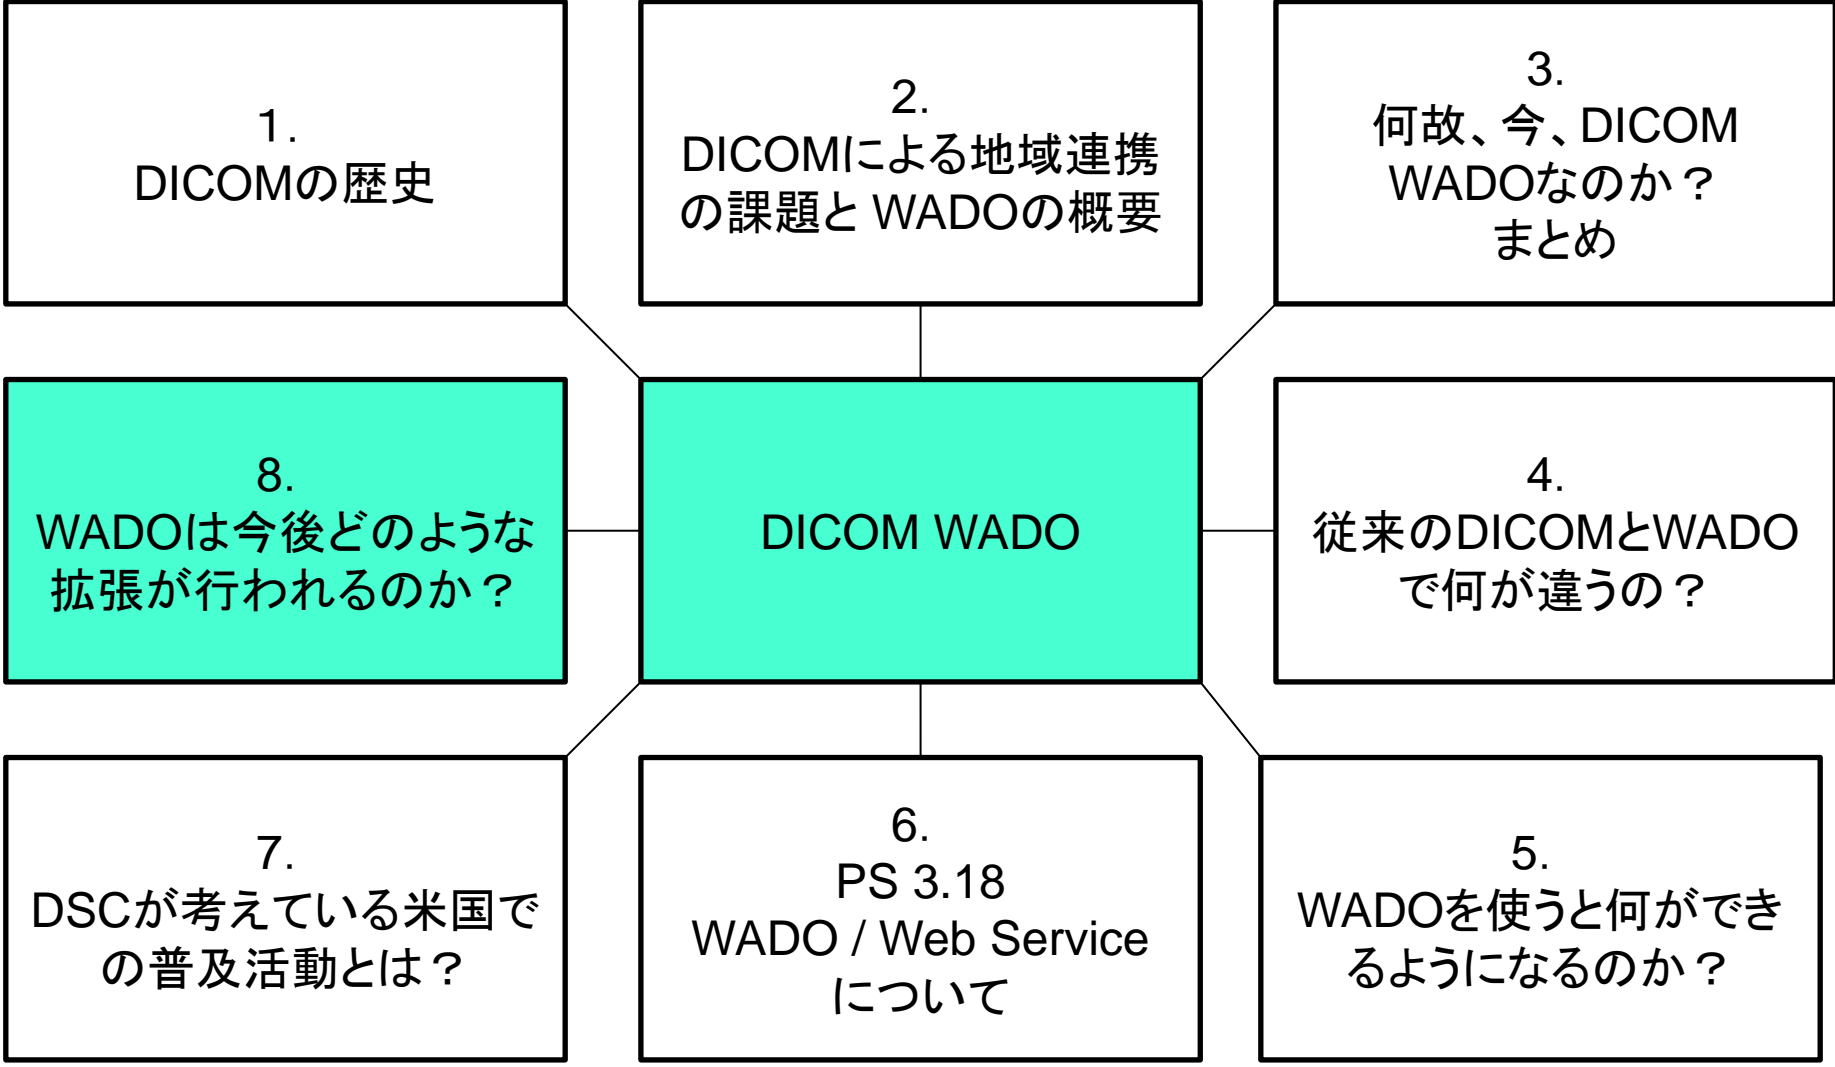 1.
DICOMの歴史
2.
DICOMによる地域連携
の課題と WADOの概要
3.
何故、今、DICOM
WADOなのか？
まとめ
8.
WADOは今後どのような
拡張が行われるのか？
DICOM WADO
4.
従来のDICOMとWADO
で何が違うの？
7.
DSCが考えている米国で
の普及活動とは？
6.
PS 3.18
WADO / Web Service
について
5.
WADOを使うと何ができ
るようになるのか？